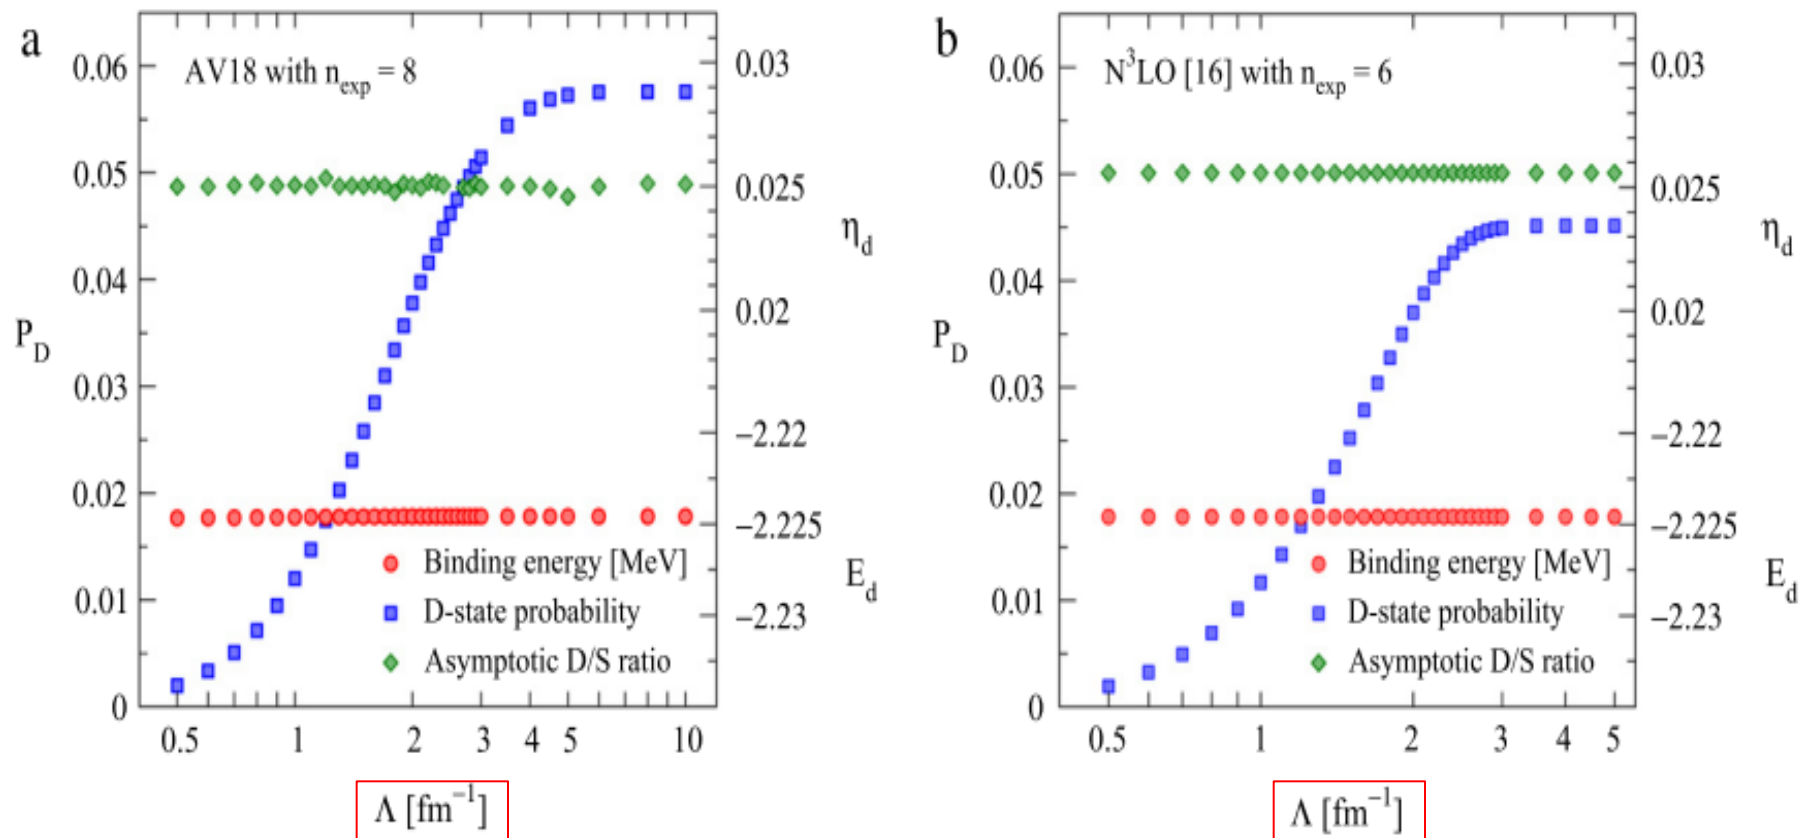 a
AV18 with n_exp = 8
0.06
0.05
0.04
0.03
0.02
0.01
0
P_D
0.03
0.025
0.02
−2.22
−2.225
−2.23
η_d
E_d
Binding energy [MeV]
D-state probability
Asymptotic D/S ratio
0.5 1 2 3 4 5 10
Λ [fm⁻¹]
b
N³LO [16] with n_exp = 6
0.06
0.05
0.04
0.03
0.02
0.01
0
P_D
0.03
0.025
0.02
−2.22
−2.225
−2.23
η_d
E_d
Binding energy [MeV]
D-state probability
Asymptotic D/S ratio
0.5 1 2 3 4 5
Λ [fm⁻¹]